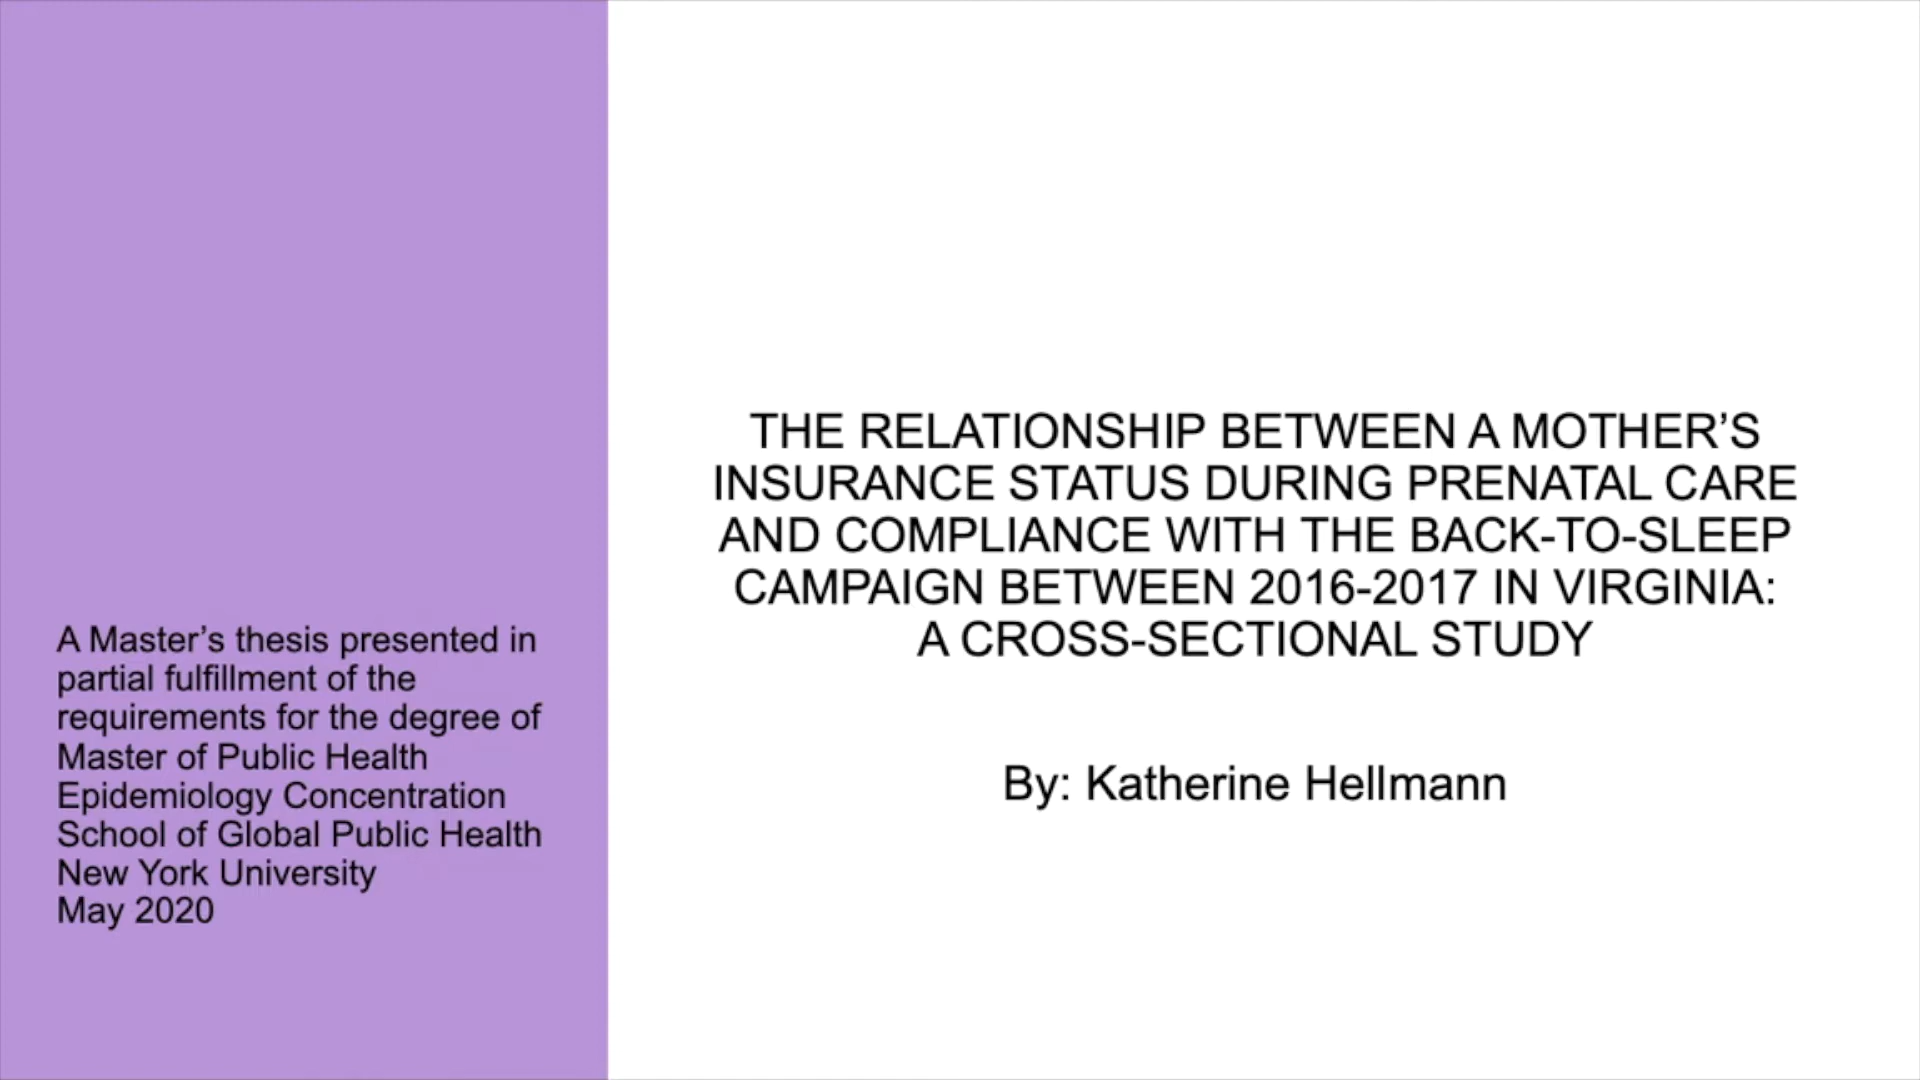 A Master’s thesis presented in
partial fulfillment of the
requirements for the degree of
Master of Public Health
Epidemiology Concentration
School of Global Public Health
New York University
May 2020
THE RELATIONSHIP BETWEEN A MOTHER’S
INSURANCE STATUS DURING PRENATAL CARE
AND COMPLIANCE WITH THE BACK-TO-SLEEP
CAMPAIGN BETWEEN 2016-2017 IN VIRGINIA:
A CROSS-SECTIONAL STUDY
By: Katherine Hellmann